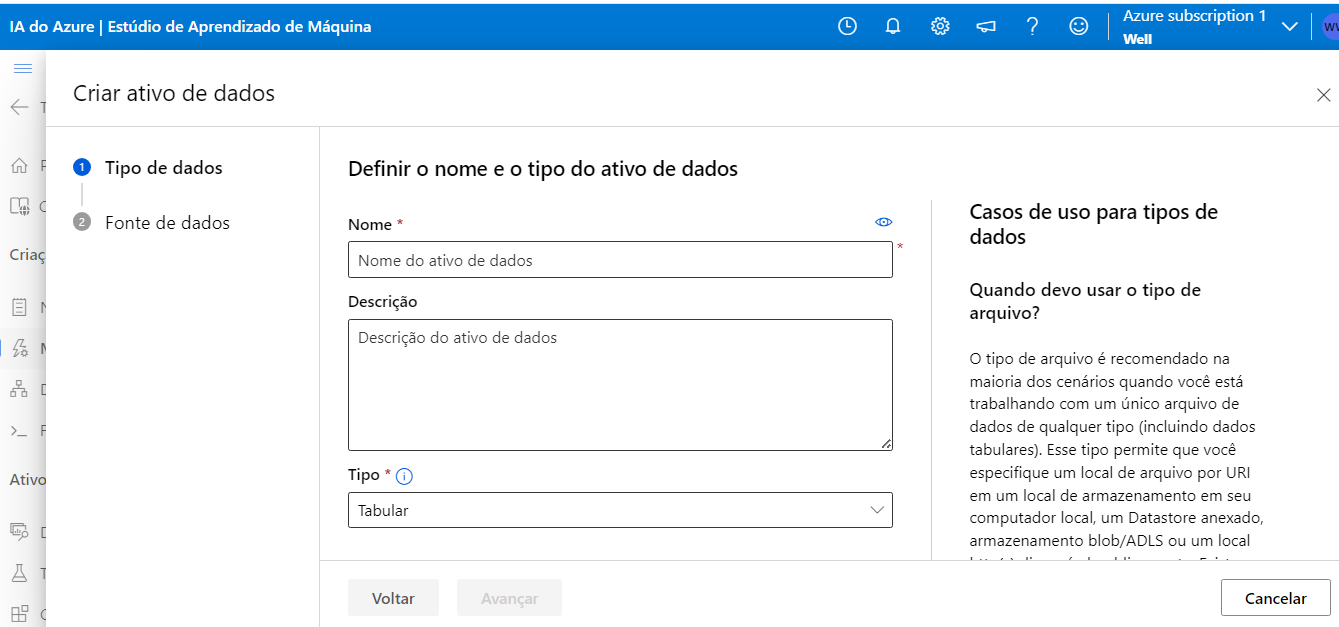 IA do Azure | Estúdio de Aprendizado de Máquina
Azure subscription 1
Well
Criar ativo de dados
1 Tipo de dados
2 Fonte de dados
Definir o nome e o tipo do ativo de dados
Nome *
*
Nome do ativo de dados
Descrição
Descrição do ativo de dados
Tipo *
Tabular
Casos de uso para tipos de
dados
Quando devo usar o tipo de
arquivo?
O tipo de arquivo é recomendado na
maioria dos cenários quando você está
trabalhando com um único arquivo de
dados de qualquer tipo (incluindo dados
tabulares). Esse tipo permite que você
especifique um local de arquivo por URI
em um local de armazenamento em seu
computador local, um Datastore anexado,
armazenamento blob/ADLS ou um local
Voltar
Avançar
Cancelar